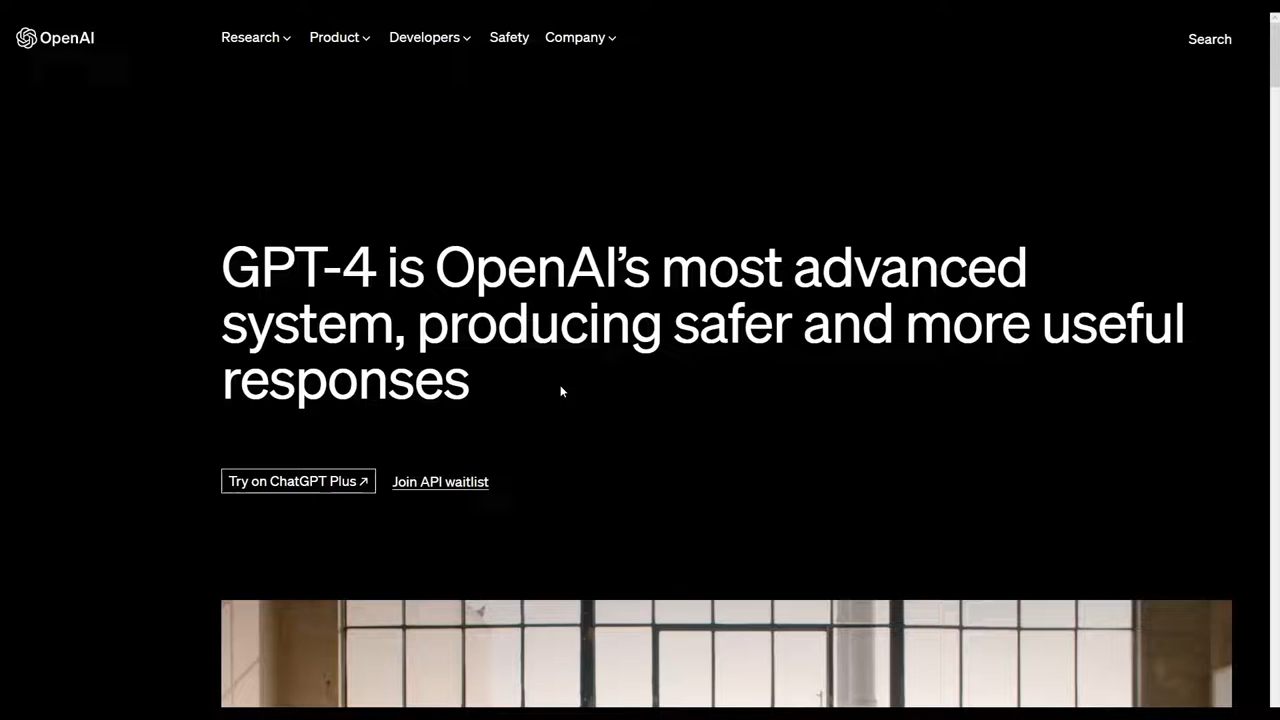 OpenAI
Research Product Developers Safety Company
Search
GPT-4 is OpenAI’s most advanced
system, producing safer and more useful
responses
Try on ChatGPT Plus ↗
Join API waitlist